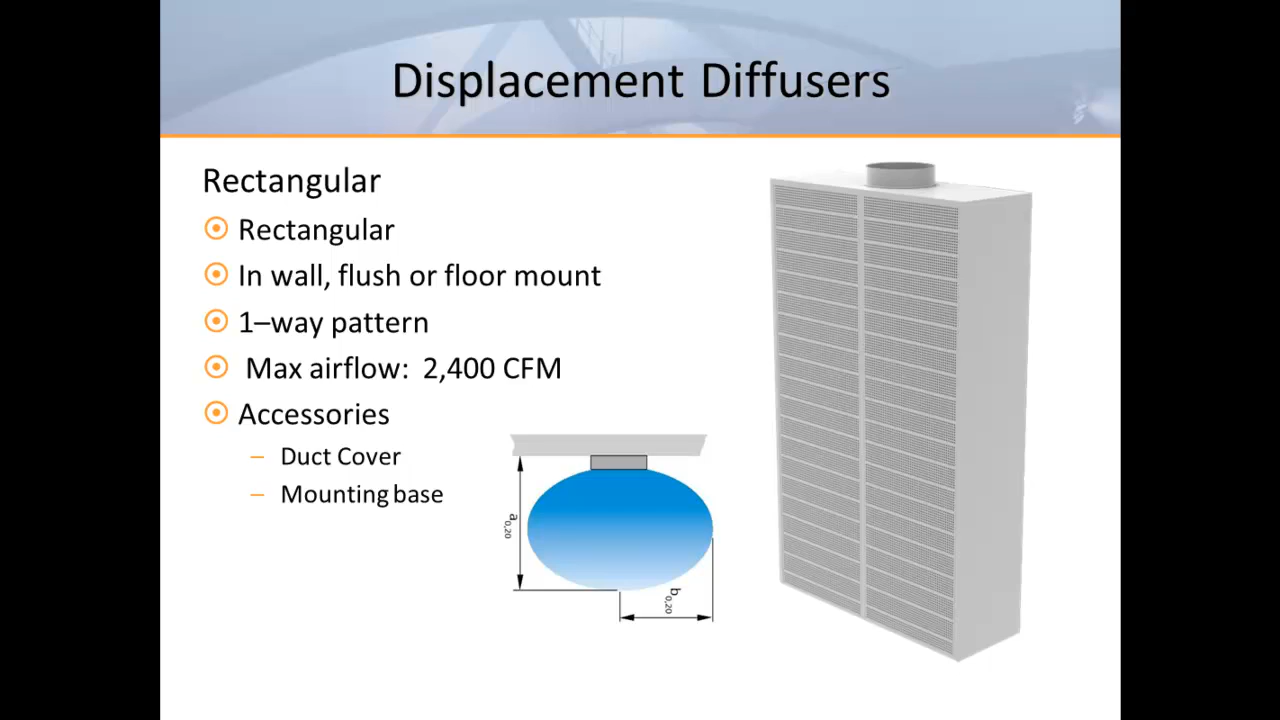 Displacement Diffusers
Rectangular
Rectangular
In wall, flush or floor mount
1–way pattern
Max airflow: 2,400 CFM
Accessories
– Duct Cover
– Mounting base
a0,20
b0,20